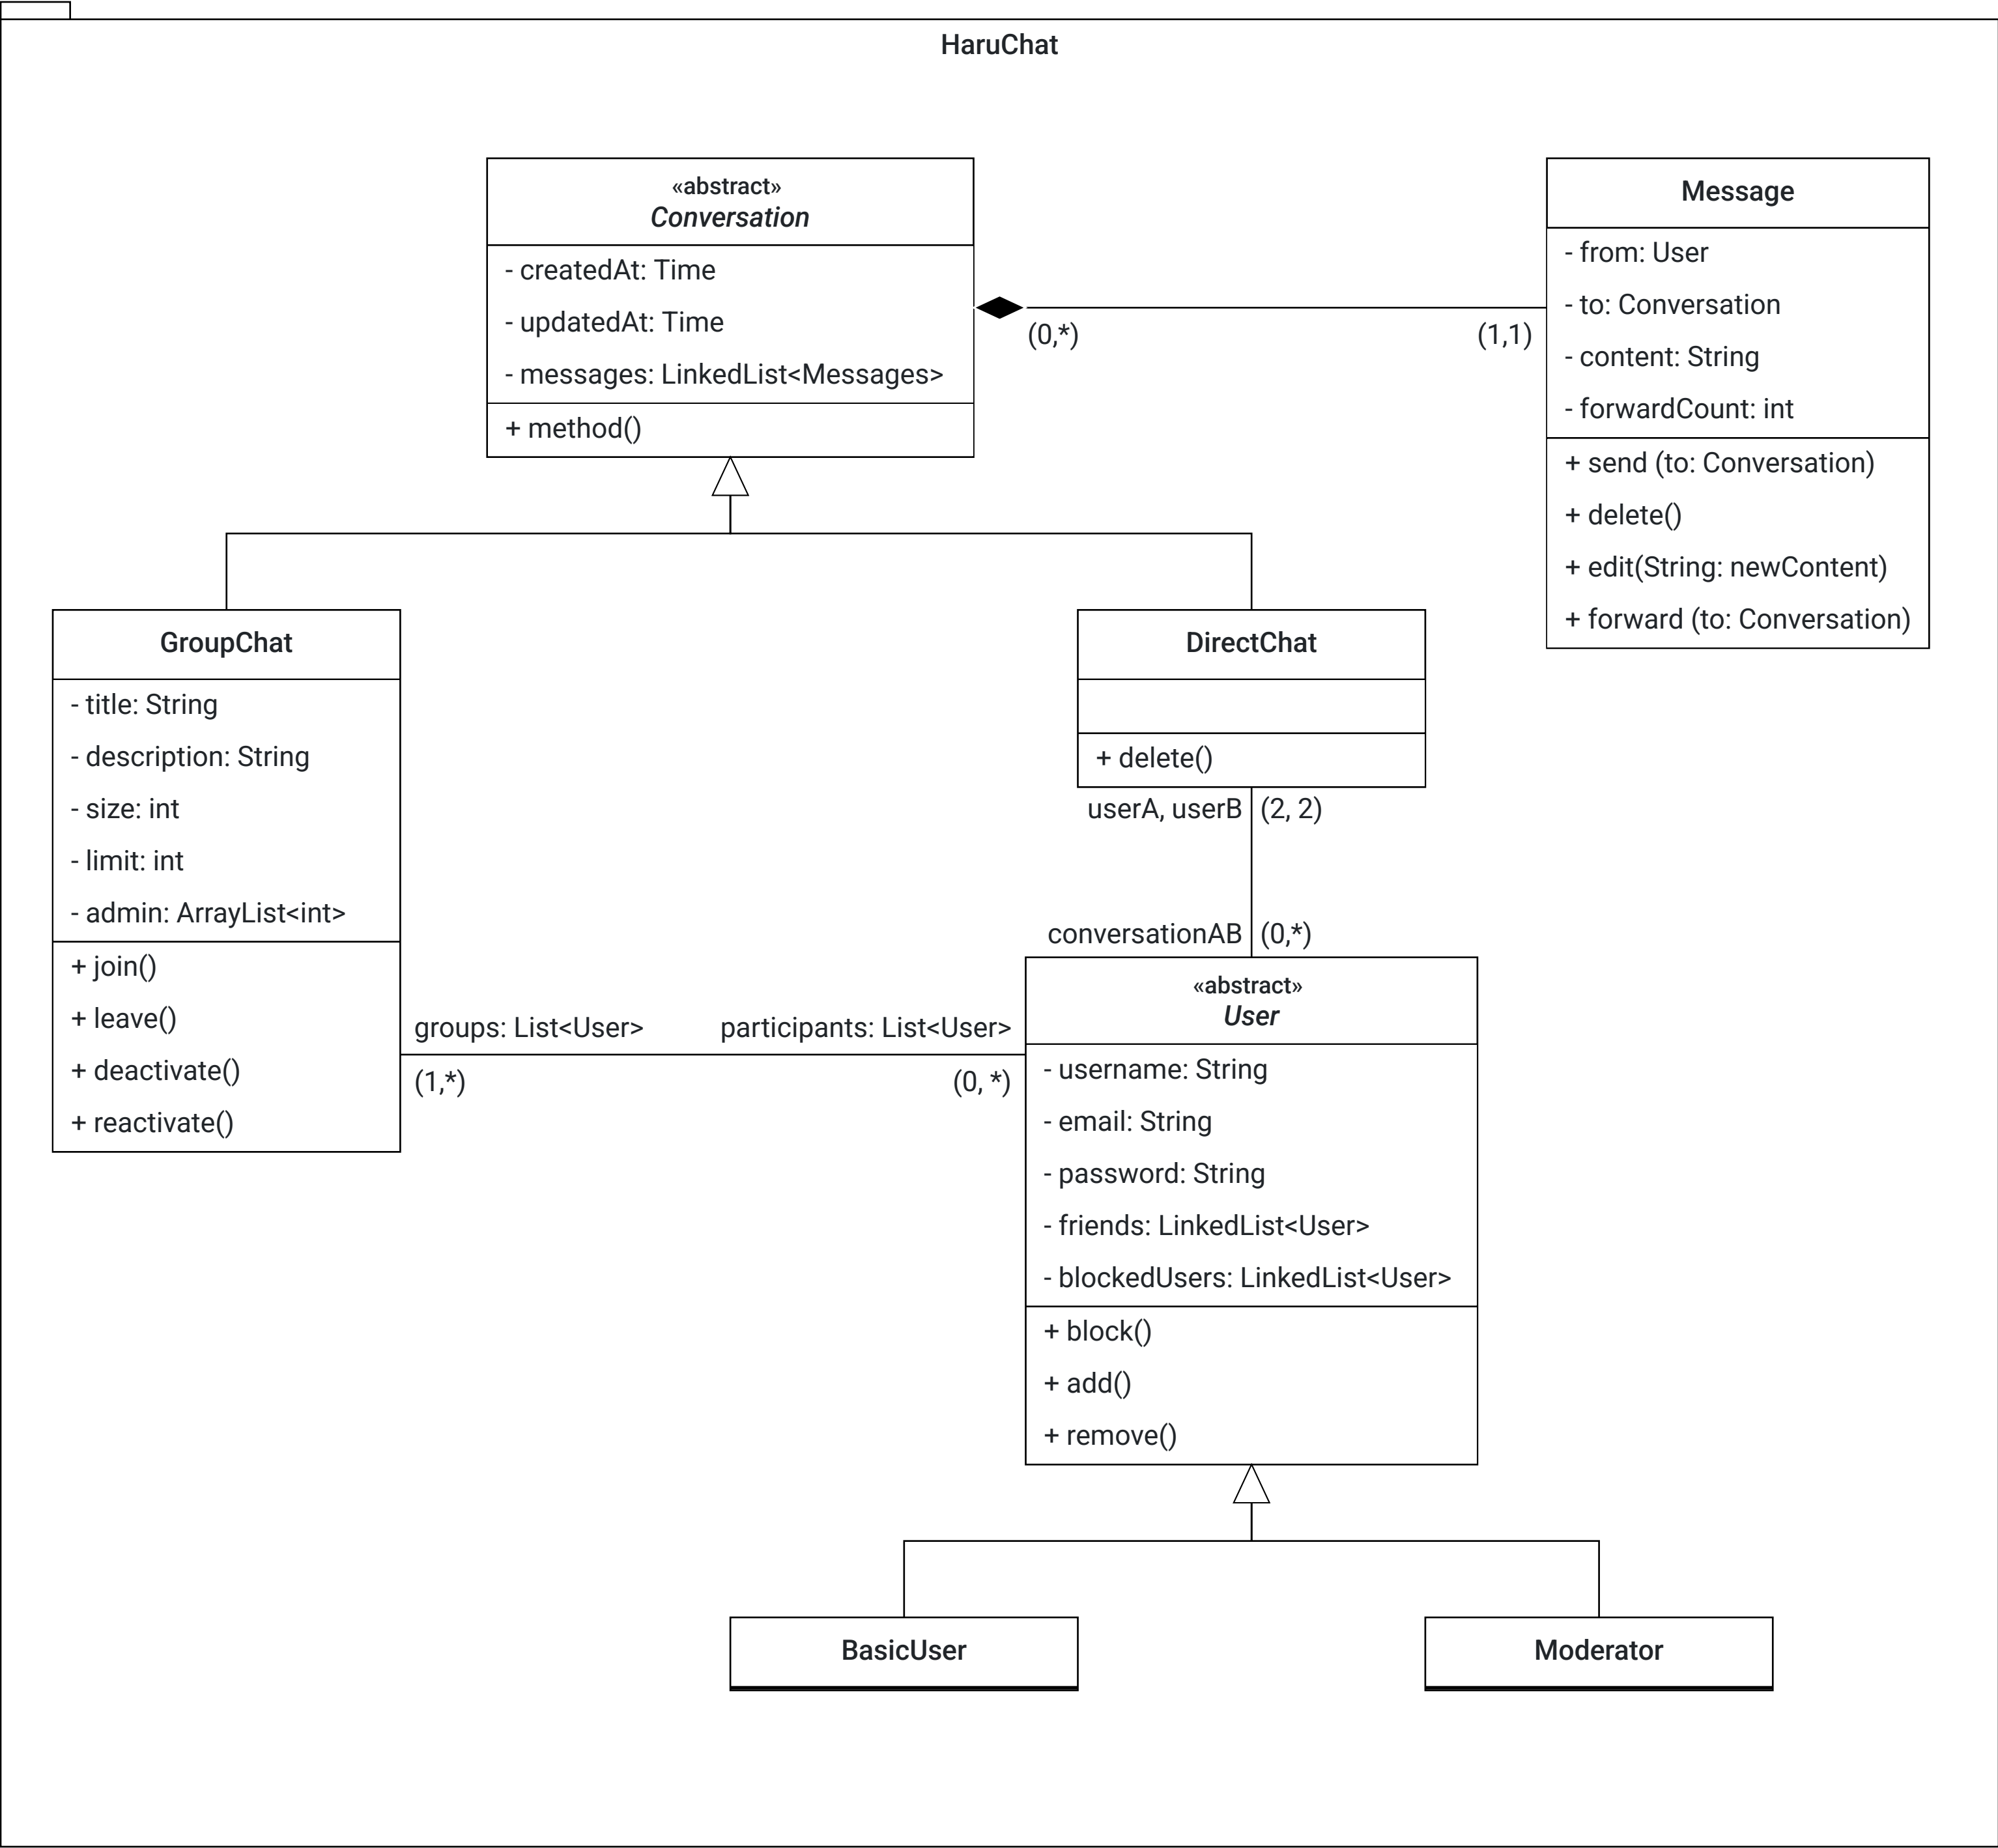 HaruChat
«abstract»
Conversation
- createdAt: Time
- updatedAt: Time
- messages: LinkedList<Messages>
+ method()
(0,*)
(1,1)
Message
- from: User
- to: Conversation
- content: String
- forwardCount: int
+ send (to: Conversation)
+ delete()
+ edit(String: newContent)
+ forward (to: Conversation)
GroupChat
- title: String
- description: String
- size: int
- limit: int
- admin: ArrayList<int>
+ join()
+ leave()
+ deactivate()
+ reactivate()
DirectChat
+ delete()
userA, userB
(2, 2)
conversationAB
(0,*)
groups: List<User>
participants: List<User>
(1,*)
(0, *)
«abstract»
User
- username: String
- email: String
- password: String
- friends: LinkedList<User>
- blockedUsers: LinkedList<User>
+ block()
+ add()
+ remove()
BasicUser
Moderator